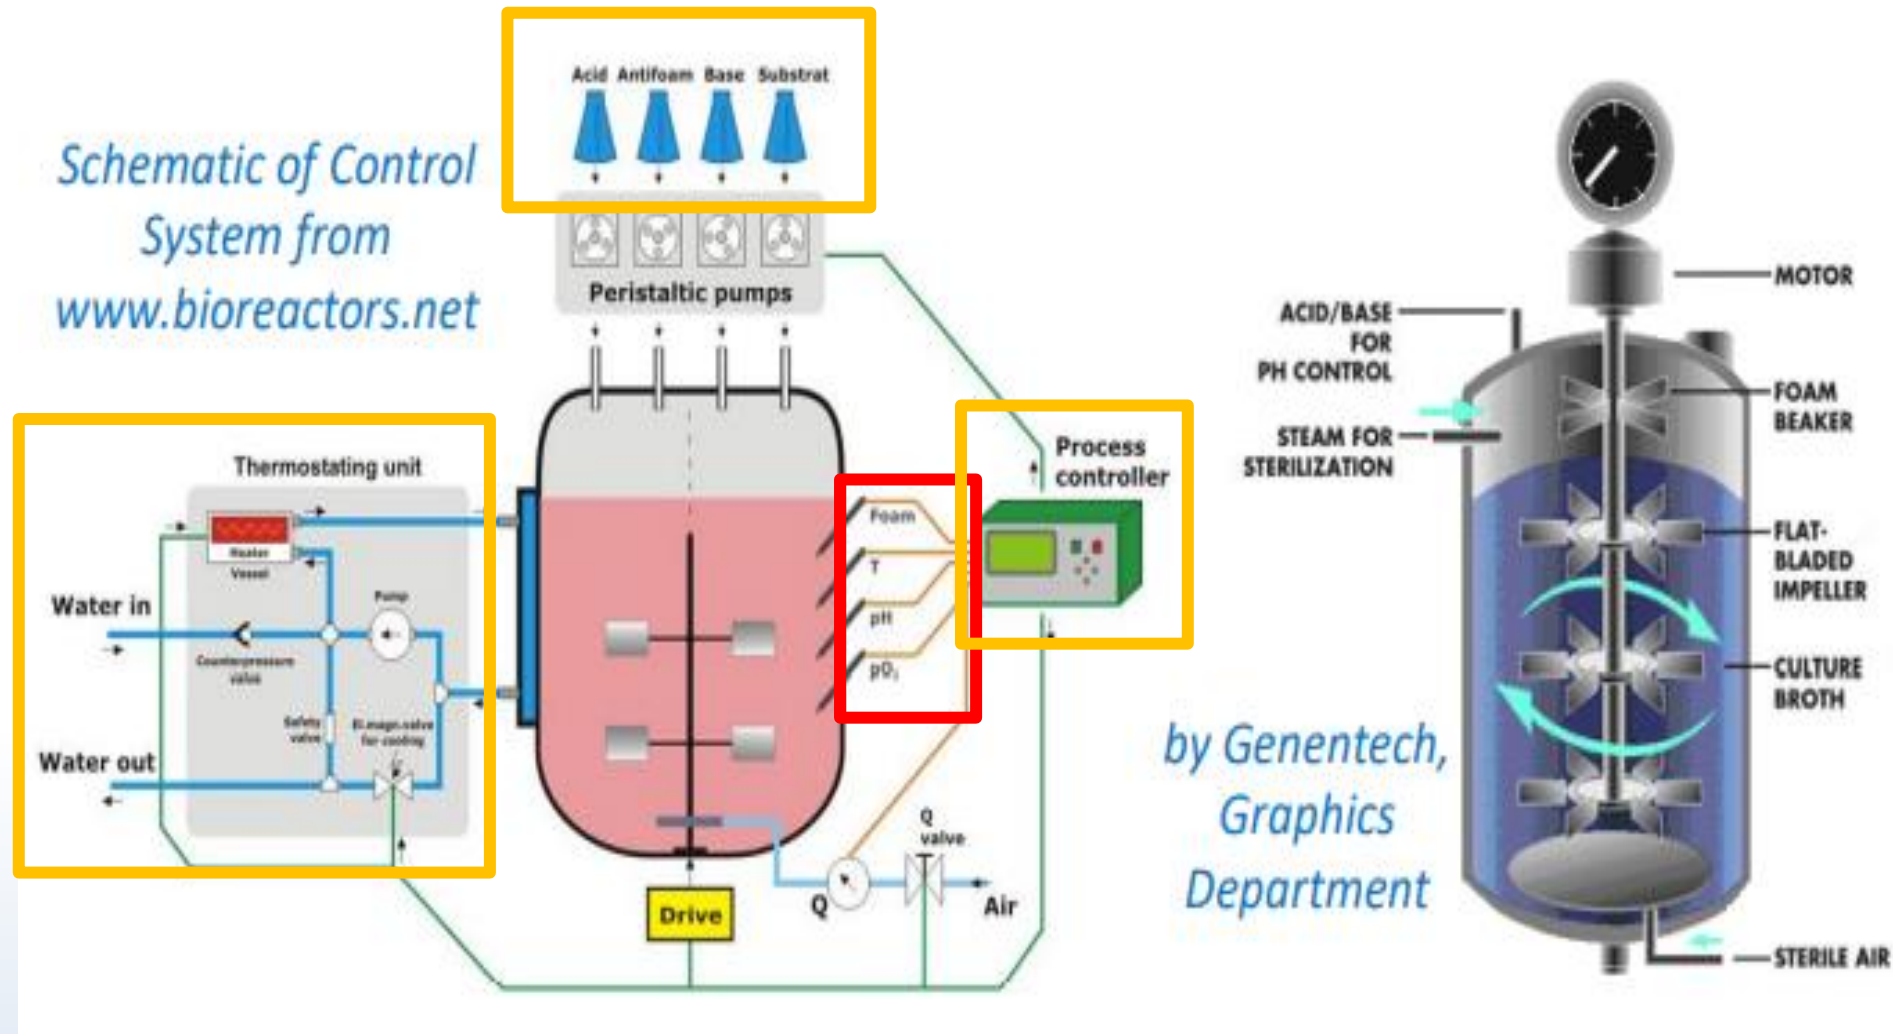 Schematic of Control
System from
www.bioreactors.net
Acid Antifoam Base Substrat
Peristaltic pumps
Thermostating unit
Heater
Vessel
Water in
Pump
Counterpressure
valve
Safety
valve
El.magn.valve
for cooling
Water out
Foam
T
pH
pO₂
Process
controller
Q
valve
Q
Air
Drive
MOTOR
ACID/BASE
FOR
PH CONTROL
FOAM
BEAKER
STEAM FOR
STERILIZATION
FLAT-
BLADED
IMPELLER
CULTURE
BROTH
STERILE AIR
by Genentech,
Graphics
Department